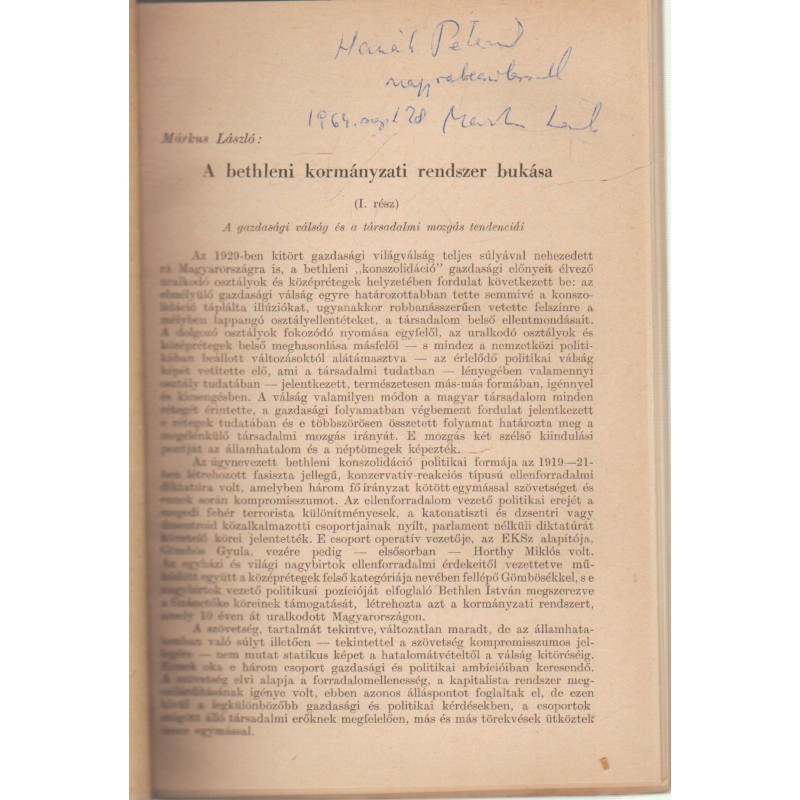 Hanák Péternek
nagyrabecsüléssel
1964. szept 28 Márkus László
Márkus László:
A bethleni kormányzati rendszer bukása
(I. rész)
A gazdasági válság és a társadalmi mozgás tendenciái
Az 1929-ben kitört gazdasági világválság teljes súlyával nehezedett
rá Magyarországra is, a bethleni „konszolidáció" gazdasági előnyeit élvező
uralkodó osztályok és középrétegek helyzetében fordulat következett be: az
elmélyülő gazdasági válság egyre határozottabban tette semmivé a konszo-
lidáció táplálta illúziókat, ugyanakkor robbanásszerűen vetette felszínre a
mélyben lappangó osztályellentéteket, a társadalom belső ellentmondásait.
A dolgozó osztályok fokozódó nyomása egyfelől, az uralkodó osztályok és
középrétegek belső meghasonlása másfelől — s mindez a nemzetközi politi-
kában beállott változásoktól alátámasztva — az érlelődő politikai válság
képét vetítette elő, ami a társadalmi tudatban — lényegében valamennyi
osztály tudatában — jelentkezett, természetesen más-más formában, igénnyel
és kicsengésben. A válság valamilyen módon a magyar társadalom minden
rétegét érintette, a gazdasági folyamatban végbement fordulat jelentkezett
e rétegek tudatában és e többszörösen összetett folyamat határozta meg a
megélénkülő társadalmi mozgás irányát. E mozgás két szélső kiindulási
pontját az államhatalom és a néptömegek képezték.
Az úgynevezett bethleni konszolidáció politikai formája az 1919—21-
ben létrehozott fasiszta jellegű, konzervatív-reakciós típusú ellenforradalmi
diktatúra volt, amelyben három fő irányzat kötött egymással szövetséget és
ennek során kompromisszumot. Az ellenforradalom vezető politikai erejét a
szegedi fehér terrorista különítményesek, a katonatiszti és dzsentri vagy
dzsentroid közalkalmazotti csoportjainak nyílt, parlament nélküli diktatúrát
követelő körei jelentették. E csoport operatív vezetője, az EKSz alapítója,
Gömbös Gyula, vezére pedig — elsősorban — Horthy Miklós volt.
Az egyházi és világi nagybirtok ellenforradalmi érdekeitől vezettetve mű-
ködött együtt a középrétegek felső kategóriája nevében fellépő Gömbösékkel, s e
nagybirtok vezető politikusi pozícióját elfoglaló Bethlen István megszerezve
a finánctőke köreinek támogatását, létrehozta azt a kormányzati rendszert,
amely 10 éven át uralkodott Magyarországon.
A szövetség, tartalmát tekintve, változatlan maradt, de az államhata-
lomban való súlyt illetően — tekintettel a szövetség kompromisszumos jel-
legére — nem mutat statikus képet a hatalomátvételtől a válság kitöréséig.
Ennek oka e három csoport gazdasági és politikai ambícióiban keresendő.
A szövetség elvi alapja a forradalomellenesség, a kapitalista rendszer meg-
szilárdításának igénye volt, ebben azonos álláspontot foglaltak el, de ezen
kívül a legkülönbözőbb gazdasági és politikai kérdésekben, a csoportok
mögött álló társadalmi erőknek megfelelően, más és más törekvések ütköztek
össze egymással.